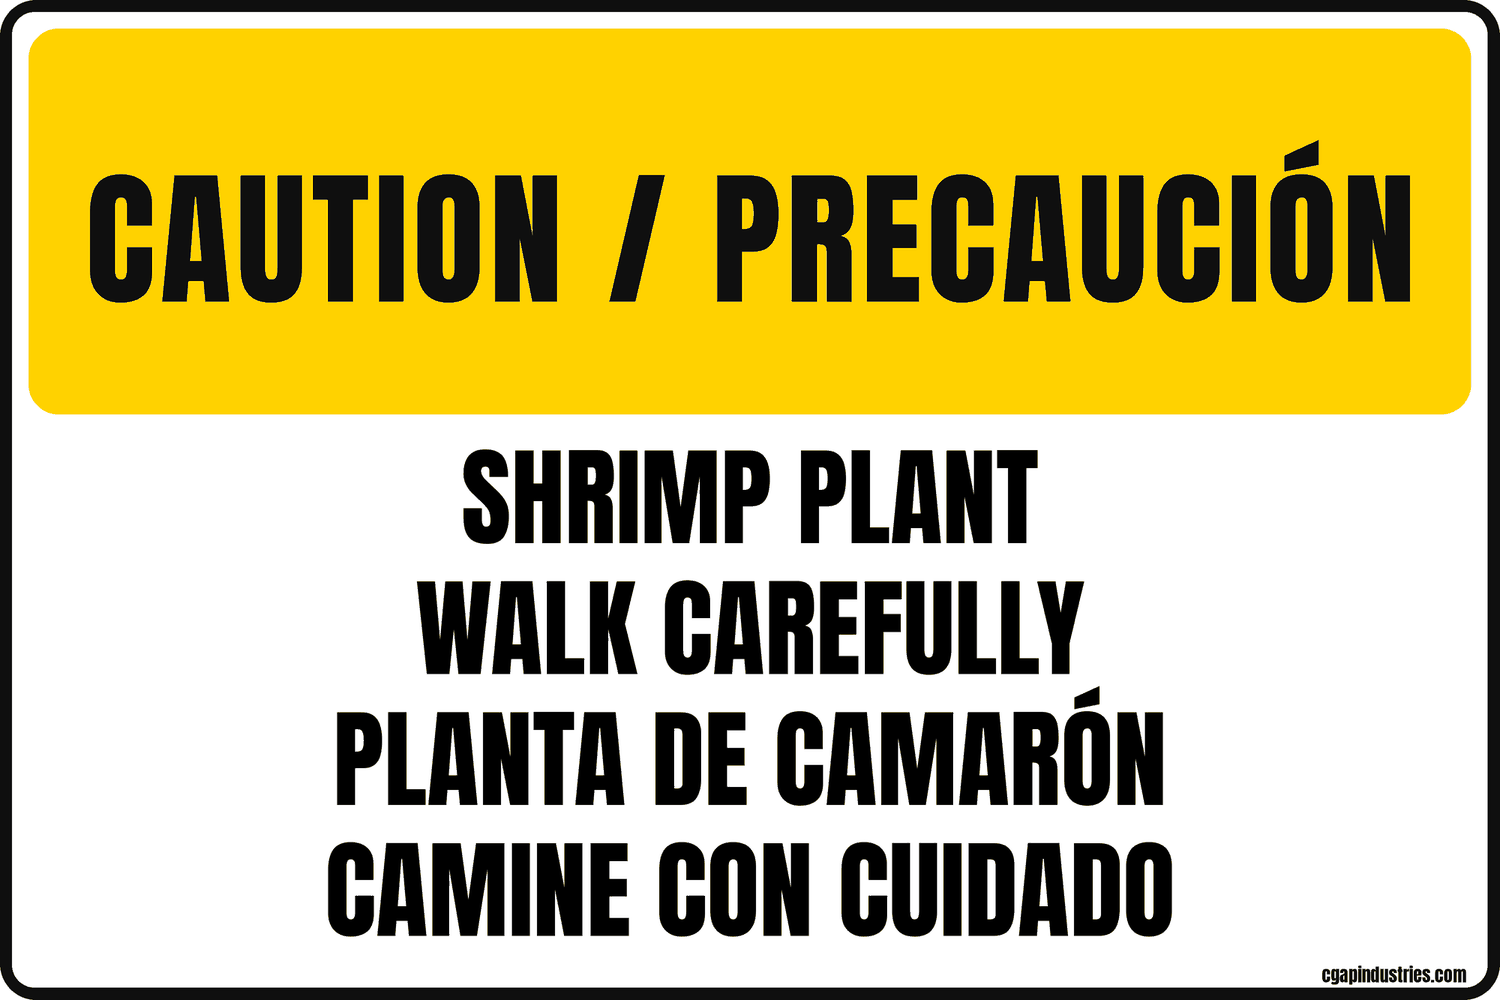 CAUTION / PRECAUCIÓN
SHRIMP PLANT
WALK CAREFULLY
PLANTA DE CAMARÓN
CAMINE CON CUIDADO
cgapindustries.com